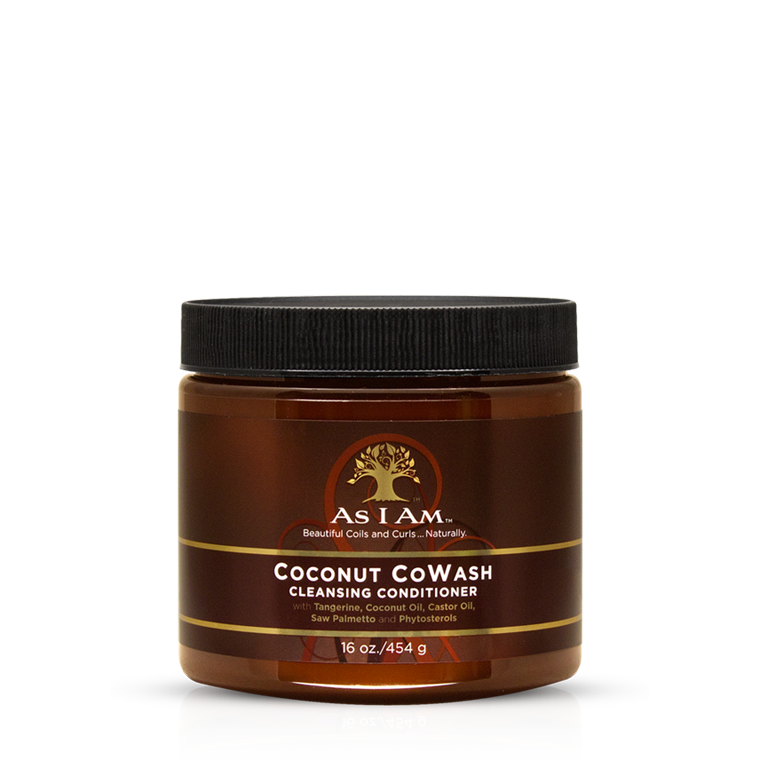 AS I AM™
Beautiful Coils and Curls ... Naturally.
COCONUT COWASH
CLEANSING CONDITIONER
with Tangerine, Coconut Oil, Castor Oil,
Saw Palmetto and Phytosterols
16 oz./454 g